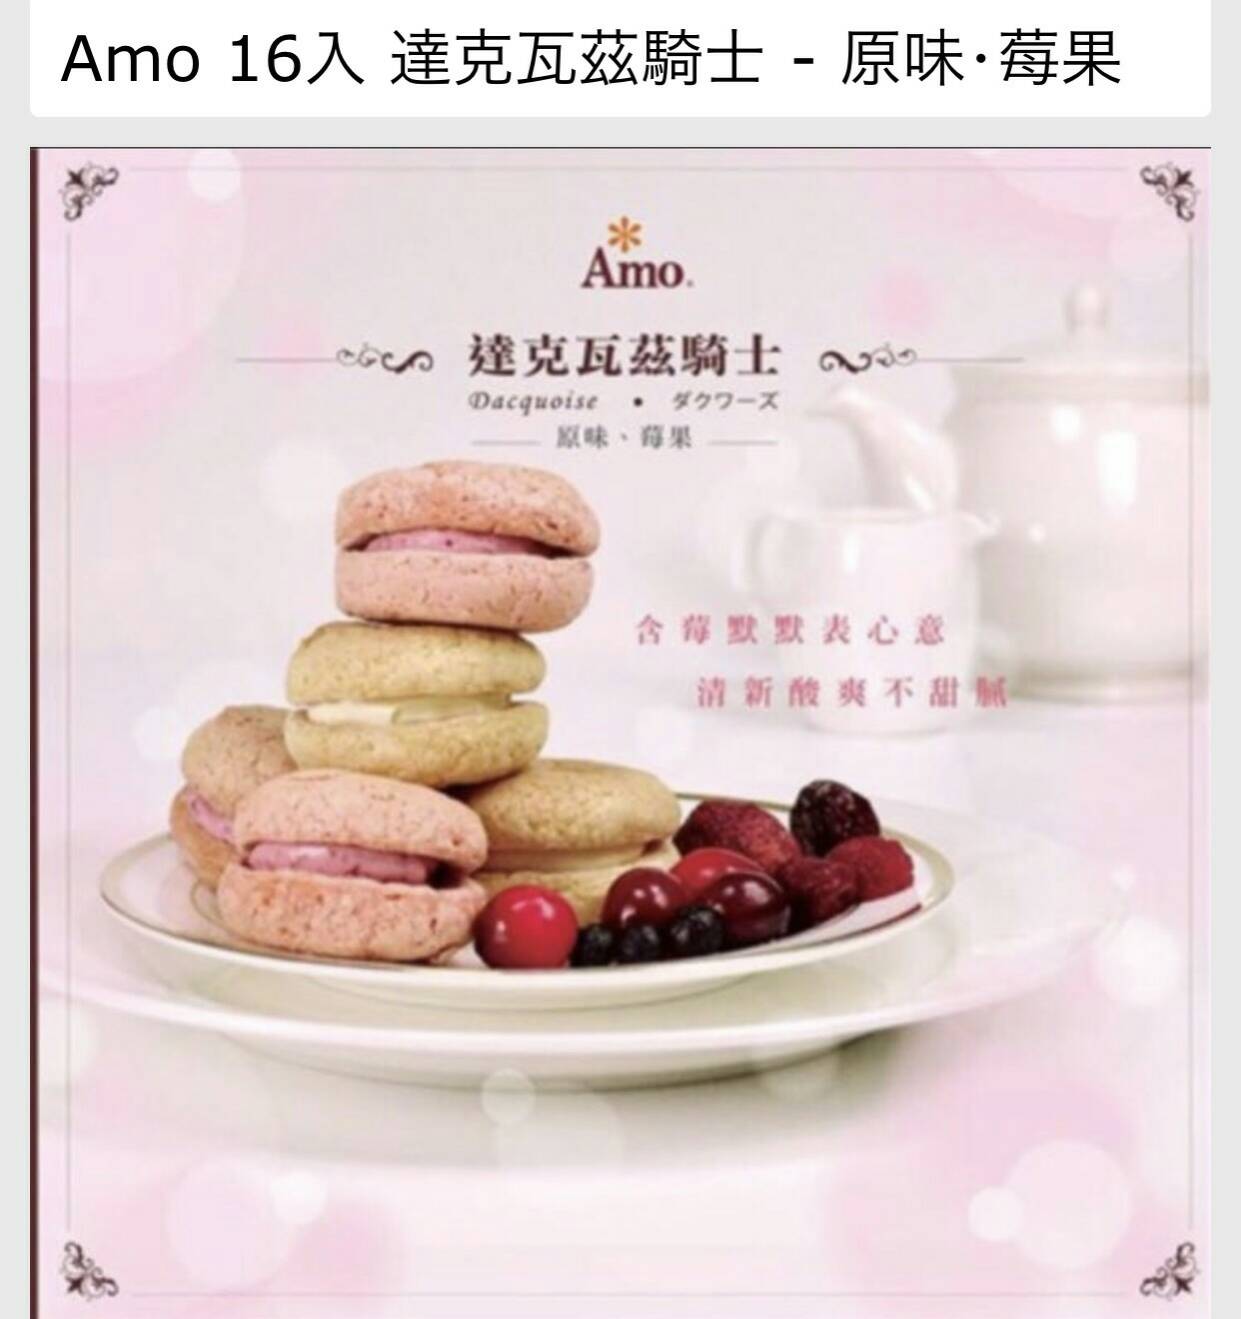 Amo 16入 達克瓦茲騎士 - 原味·莓果
Amo
達克瓦茲騎士
Dacquoise • ダクワーズ
原味、莓果
含莓默默表心意
清新酸爽不甜膩